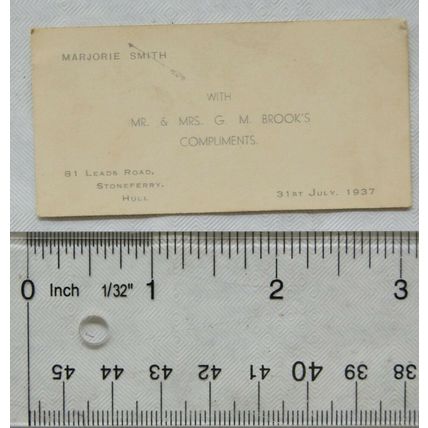 MARJORIE SMITH
WITH
MR. & MRS. G. M. BROOK'S
COMPLIMENTS.
81 LEADS ROAD,
STONEFERRY,
HULL
31ST JULY, 1937
0 Inch 1/32" 1 2 3
45 44 43 42 41 40 39 38